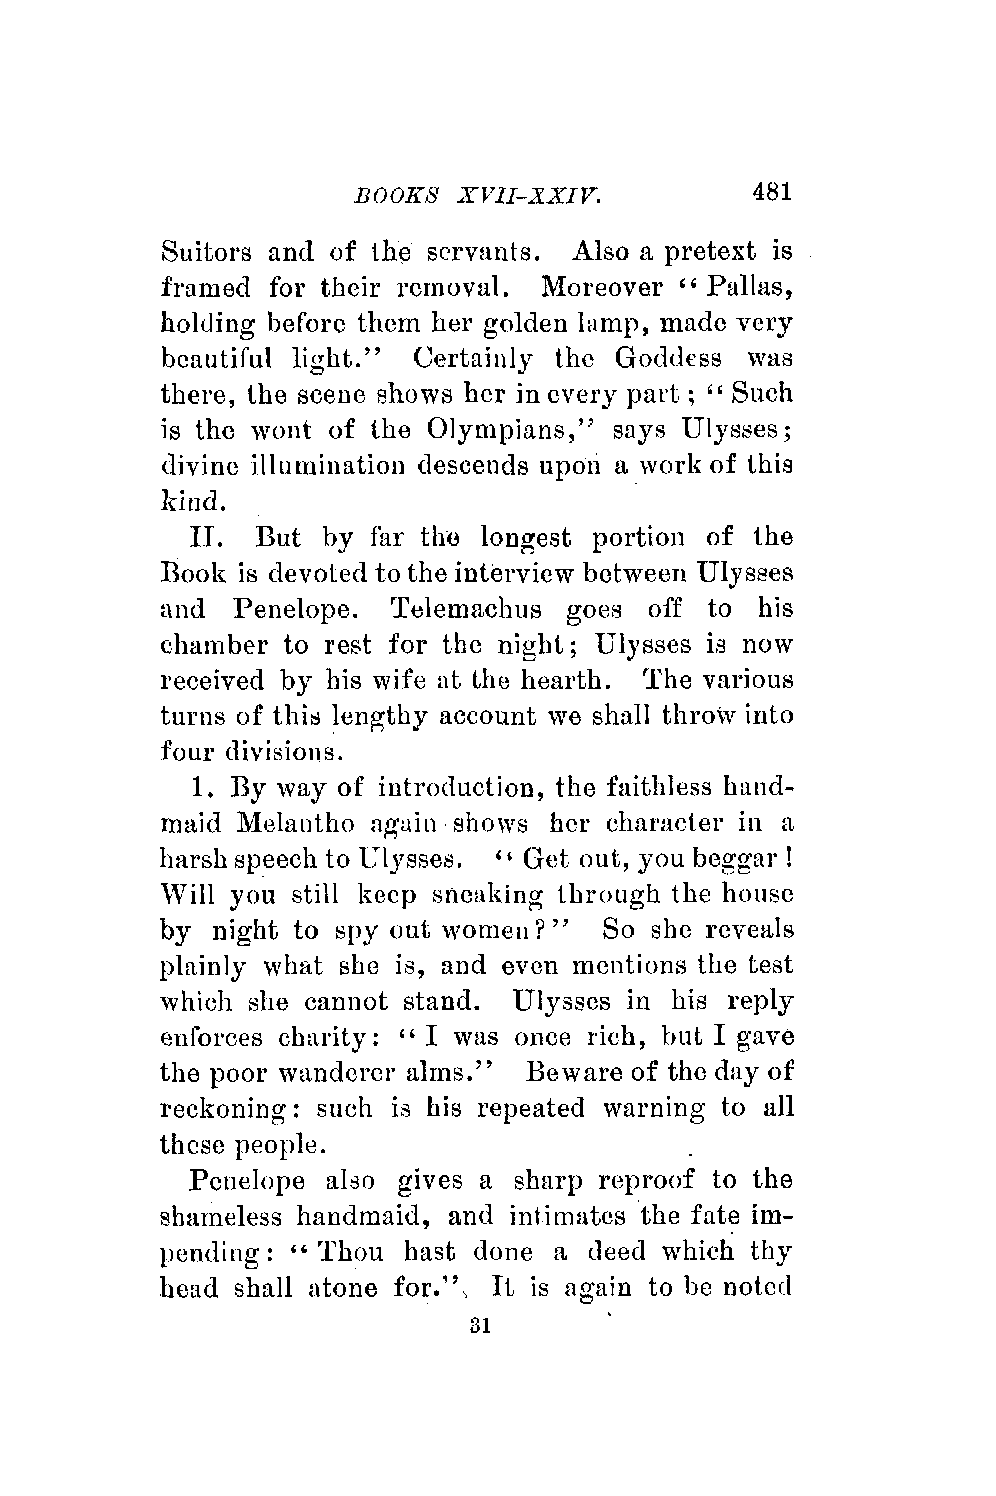 BOOKS XVII-XXIV. 481
Suitors and of the servants. Also a pretext is
framed for their removal. Moreover “ Pallas,
holding before them her golden lamp, made very
beautiful light.” Certainly the Goddess was
there, the scene shows her in every part ; “ Such
is the wont of the Olympians,” says Ulysses;
divine illumination descends upon a work of this
kind.
II. But by far the longest portion of the
Book is devoted to the interview between Ulysses
and Penelope. Telemachus goes off to his
chamber to rest for the night; Ulysses is now
received by his wife at the hearth. The various
turns of this lengthy account we shall throw into
four divisions.
1. By way of introduction, the faithless hand-
maid Melantho again shows her character in a
harsh speech to Ulysses. “ Get out, you beggar !
Will you still keep sneaking through the house
by night to spy out women?” So she reveals
plainly what she is, and even mentions the test
which she cannot stand. Ulysses in his reply
enforces charity: “ I was once rich, but I gave
the poor wanderer alms.” Beware of the day of
reckoning: such is his repeated warning to all
these people.
Penelope also gives a sharp reproof to the
shameless handmaid, and intimates the fate im-
pending: “ Thou hast done a deed which thy
head shall atone for.” It is again to be noted
31